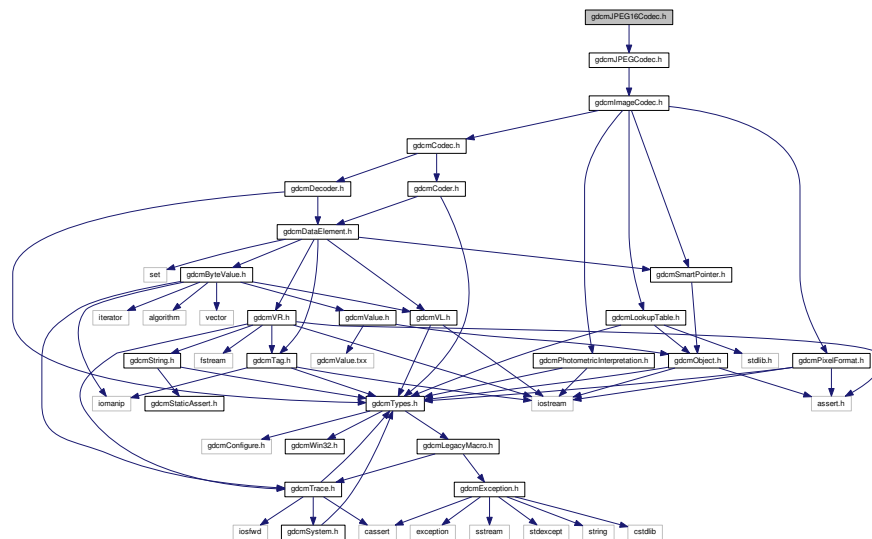 gdcmJPEG16Codec.h
gdcmJPEGCodec.h
gdcmImageCodec.h
gdcmCodec.h
gdcmDecoder.h
gdcmCoder.h
gdcmDataElement.h
set
gdcmByteValue.h
gdcmSmartPointer.h
iterator
algorithm
vector
gdcmVR.h
gdcmValue.h
gdcmVL.h
gdcmLookupTable.h
gdcmString.h
fstream
gdcmTag.h
gdcmValue.txx
gdcmPhotometricInterpretation.h
gdcmObject.h
stdlib.h
gdcmPixelFormat.h
iomanip
gdcmStaticAssert.h
gdcmTypes.h
iostream
assert.h
gdcmConfigure.h
gdcmWin32.h
gdcmLegacyMacro.h
gdcmTrace.h
gdcmException.h
iosfwd
gdcmSystem.h
cassert
exception
sstream
stdexcept
string
cstdlib